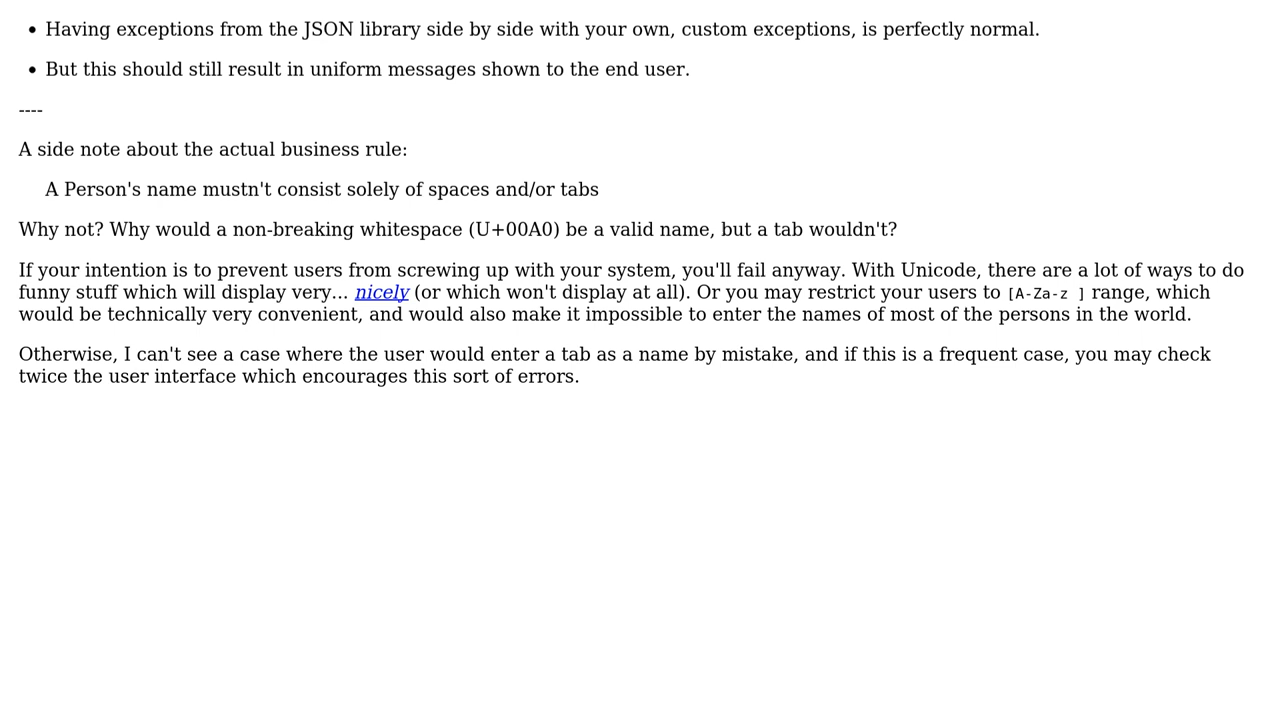 Having exceptions from the JSON library side by side with your own, custom exceptions, is perfectly normal.
But this should still result in uniform messages shown to the end user.
----
A side note about the actual business rule:
A Person's name mustn't consist solely of spaces and/or tabs
Why not? Why would a non-breaking whitespace (U+00A0) be a valid name, but a tab wouldn't?
If your intention is to prevent users from screwing up with your system, you'll fail anyway. With Unicode, there are a lot of ways to do
funny stuff which will display very... nicely (or which won't display at all). Or you may restrict your users to [A-Za-z ] range, which
would be technically very convenient, and would also make it impossible to enter the names of most of the persons in the world.
Otherwise, I can't see a case where the user would enter a tab as a name by mistake, and if this is a frequent case, you may check
twice the user interface which encourages this sort of errors.